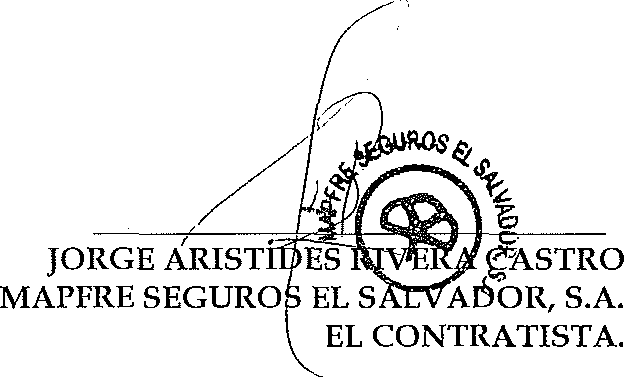 MAPFRE SEGUROS EL SALVADOR, S.A.
JORGE ARISTIDES RIVERA CASTRO
MAPFRE SEGUROS EL SALVADOR, S.A.
EL CONTRATISTA.